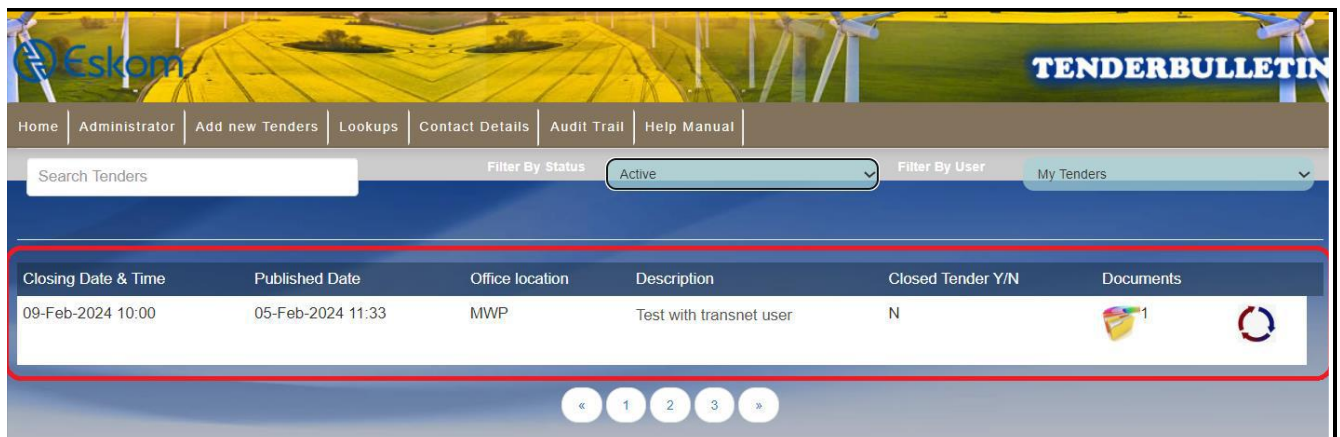 Eskom
TENDERBULLETIN
Home Administrator Add new Tenders Lookups Contact Details Audit Trail Help Manual
Search Tenders Filter By Status Active Filter By User My Tenders
Closing Date & Time Published Date Office location Description Closed Tender Y/N Documents
09-Feb-2024 10:00 05-Feb-2024 11:33 MWP Test with transnet user N 1
« 1 2 3 »